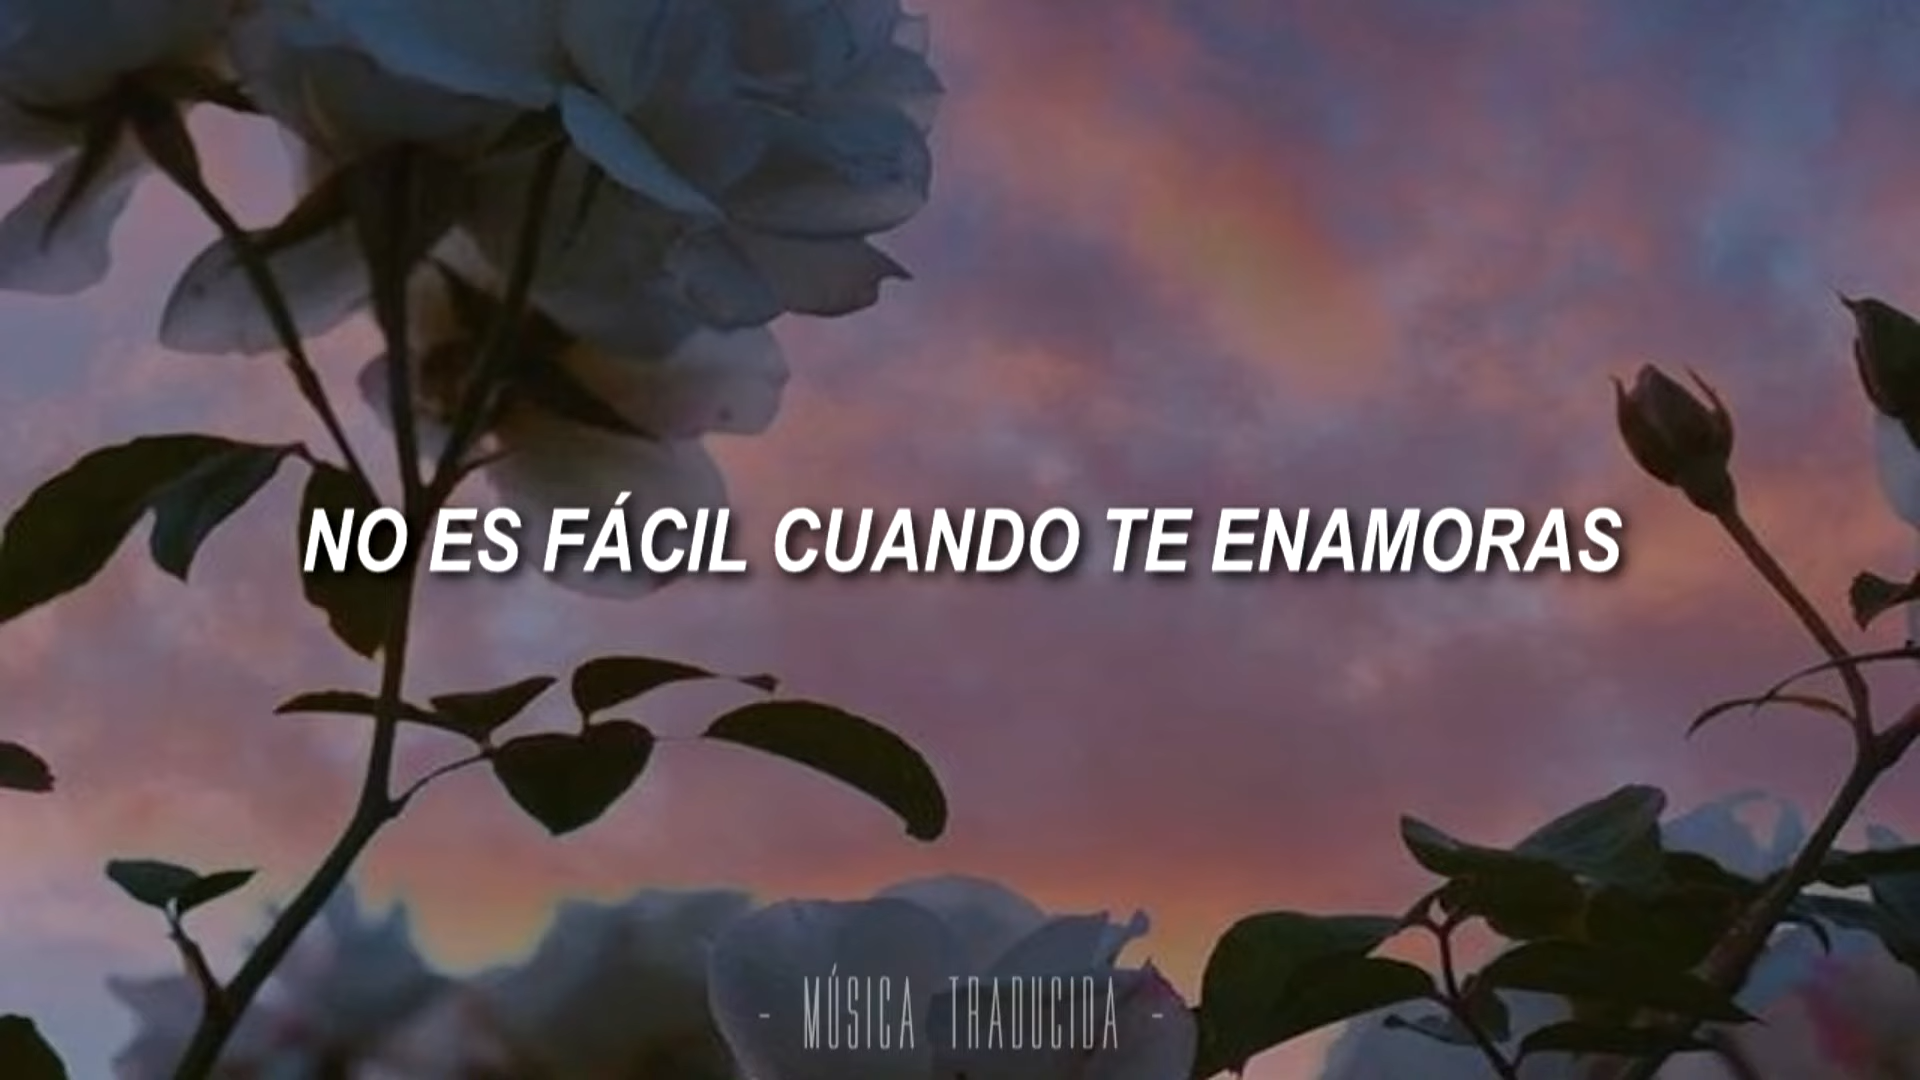 NO ES FÁCIL CUANDO TE ENAMORAS
- MÚSICA TRADUCIDA -